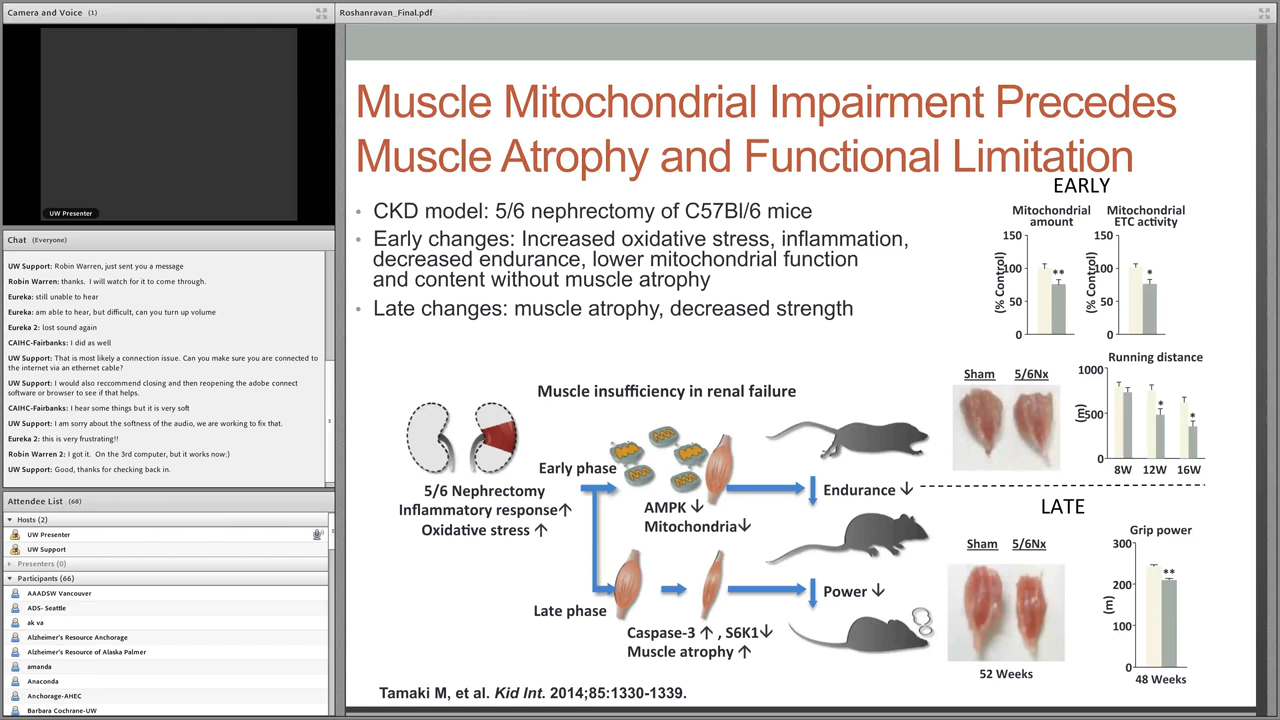 Camera and Voice (1)
UW Presenter
Chat (Everyone)
UW Support: Robin Warren, just sent you a message
Robin Warren: thanks. I will watch for it to come through.
Eureka: still unable to hear
Eureka: am able to hear, but difficult, can you turn up volume
Eureka 2: lost sound again
CAIHC-Fairbanks: I did as well
UW Support: That is most likely a connection issue. Can you make sure you are connected to
the internet via an ethernet cable?
UW Support: I would also reccommend closing and then reopening the adobe connect
software or browser to see if that helps.
CAIHC-Fairbanks: I hear some things but it is very soft
UW Support: I am sorry about the softness of the audio, we are working to fix that.
Eureka 2: this is very frustrating!!
Robin Warren 2: I got it. On the 3rd computer, but it works now:)
UW Support: Good, thanks for checking back in.
Attendee List (68)
Hosts (2)
UW Presenter
UW Support
Presenters (0)
Participants (66)
AAADSW Vancouver
ADS- Seattle
ak va
Alzheimer's Resource Anchorage
Alzheimer's Resource of Alaska Palmer
amanda
Anaconda
Anchorage-AHEC
Barbara Cochrane-UW
Roshanravan_Final.pdf
Muscle Mitochondrial Impairment Precedes
Muscle Atrophy and Functional Limitation
• CKD model: 5/6 nephrectomy of C57Bl/6 mice
• Early changes: Increased oxidative stress, inflammation,
decreased endurance, lower mitochondrial function
and content without muscle atrophy
• Late changes: muscle atrophy, decreased strength
Muscle insufficiency in renal failure
5/6 Nephrectomy
Inflammatory response↑
Oxidative stress ↑
Early phase
AMPK ↓
Mitochondria↓
Endurance ↓
Late phase
Caspase-3 ↑ , S6K1↓
Muscle atrophy ↑
Power ↓
Tamaki M, et al. Kid Int. 2014;85:1330-1339.
EARLY
Mitochondrial
amount
150
100
50
0
(% Control)
**
Mitochondrial
ETC activity
150
100
50
0
(% Control)
*
Sham 5/6Nx
Running distance
1000
500
0
(m)
*
*
8W 12W 16W
LATE
Sham 5/6Nx
52 Weeks
Grip power
300
200
100
0
(m)
**
48 Weeks